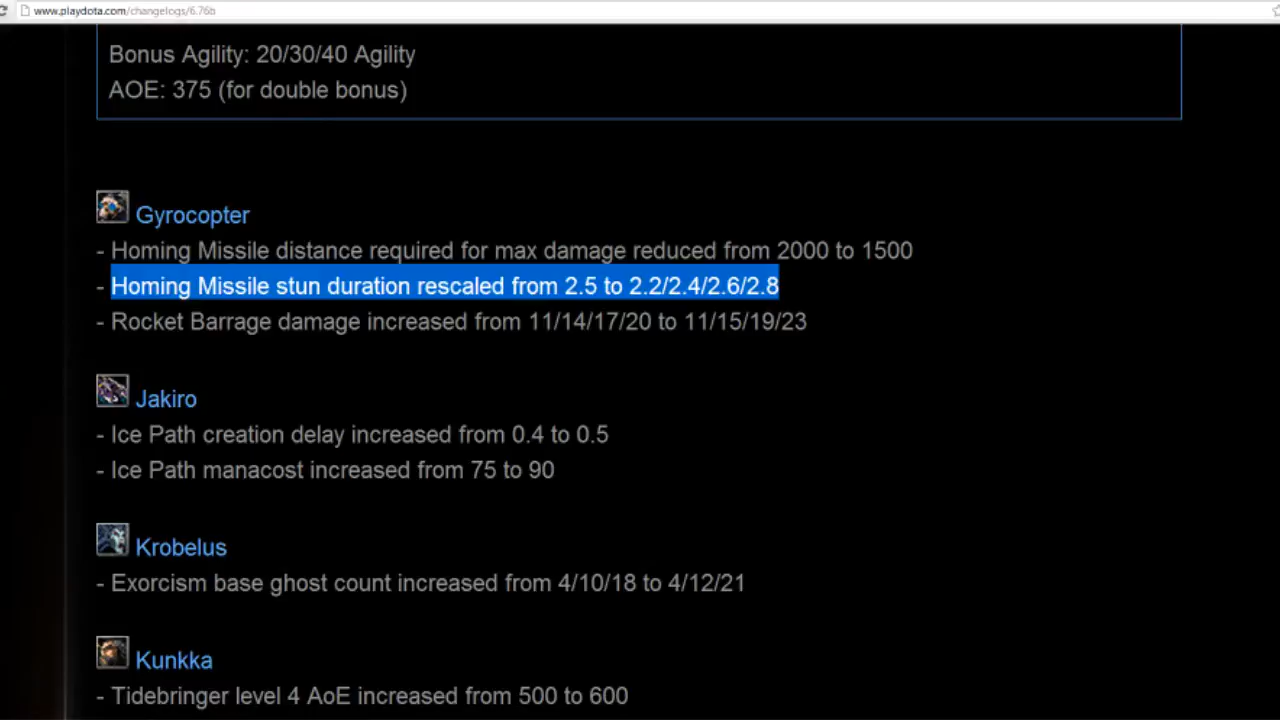 www.playdota.com/changelogs/6.76b
Bonus Agility: 20/30/40 Agility
AOE: 375 (for double bonus)
Gyrocopter
- Homing Missile distance required for max damage reduced from 2000 to 1500
- Homing Missile stun duration rescaled from 2.5 to 2.2/2.4/2.6/2.8
- Rocket Barrage damage increased from 11/14/17/20 to 11/15/19/23
Jakiro
- Ice Path creation delay increased from 0.4 to 0.5
- Ice Path manacost increased from 75 to 90
Krobelus
- Exorcism base ghost count increased from 4/10/18 to 4/12/21
Kunkka
- Tidebringer level 4 AoE increased from 500 to 600